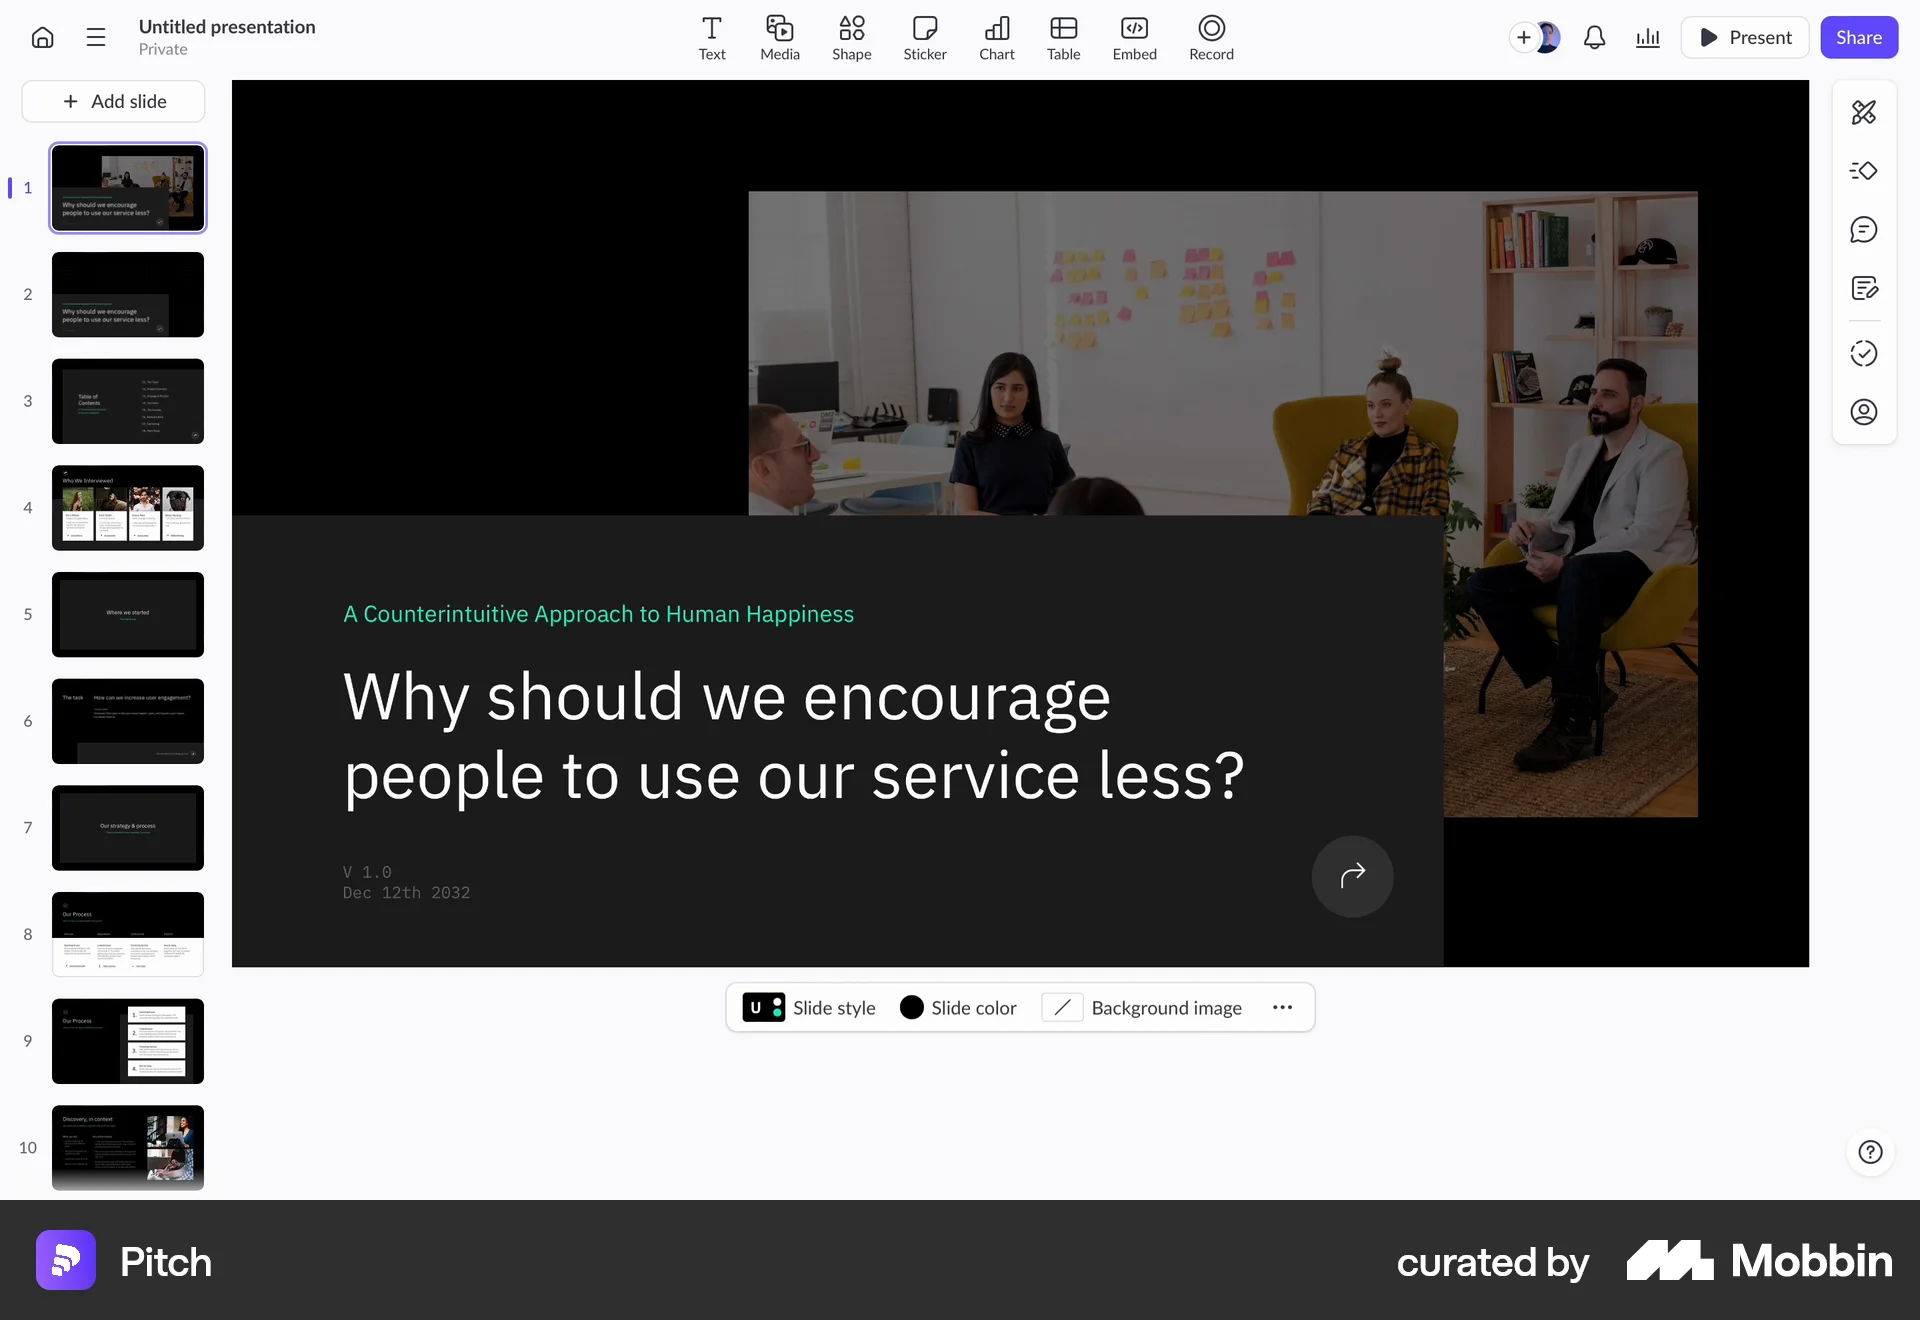 Untitled presentation
Private
Text
Media
Shape
Sticker
Chart
Table
Embed
Record
Present
Share
Add slide
1
Why should we encourage
people to use our service less?
2
Why should we encourage
people to use our service less?
3
Table of
Contents
4
Who We Interviewed
5
Where we started
6
The task
How can we increase user engagement?
7
Our strategy & process
8
Our Process
9
Our Process
1.
2.
3.
4.
10
Discovery, in context
A Counterintuitive Approach to Human Happiness
Why should we encourage
people to use our service less?
V 1.0
Dec 12th 2032
U
Slide style
Slide color
Background image
Pitch
curated by
Mobbin